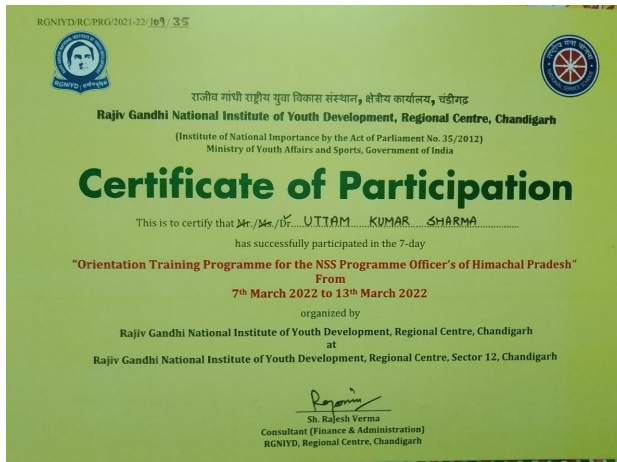 RGNIYD/RC/PRG/2021-22/109/35
RGNIYD
राजीव गांधी राष्ट्रीय युवा विकास संस्थान, क्षेत्रीय कार्यालय, चंडीगढ़
Rajiv Gandhi National Institute of Youth Development, Regional Centre, Chandigarh
(Institute of National Importance by the Act of Parliament No. 35/2012)
Ministry of Youth Affairs and Sports, Government of India
Certificate of Participation
This is to certify that Mr./Ms./Dr. UTTAM KUMAR SHARMA
has successfully participated in the 7-day
"Orientation Training Programme for the NSS Programme Officer's of Himachal Pradesh"
From
7th March 2022 to 13th March 2022
organized by
Rajiv Gandhi National Institute of Youth Development, Regional Centre, Chandigarh
at
Rajiv Gandhi National Institute of Youth Development, Regional Centre, Sector 12, Chandigarh
Sh. Rajesh Verma
Consultant (Finance & Administration)
RGNIYD, Regional Centre, Chandigarh